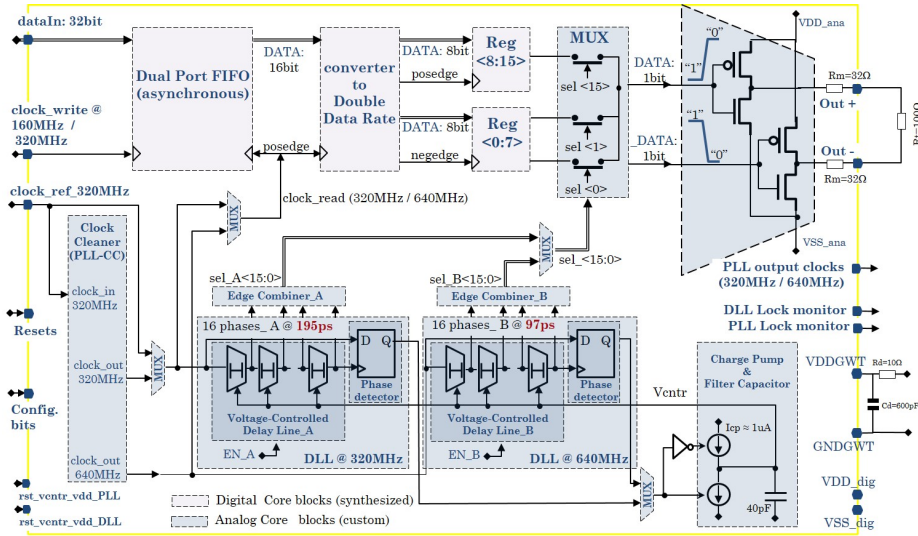 dataIn: 32bit
clock_write @
160MHz /
320MHz
clock_ref_320MHz
Resets
Config.
bits
rst_vcntr_vdd_PLL
rst_vcntr_vdd_DLL
Dual Port FIFO
(asynchronous)
DATA:
16bit
posedge
converter
to
Double
Data Rate
DATA: 8bit
posedge
DATA: 8bit
negedge
Reg
<8:15>
Reg
<0:7>
MUX
sel <15>
sel <1>
sel <0>
DATA:
1bit
_DATA:
1bit
"0"
"1"
"1"
"0"
VDD_ana
VSS_ana
Rm=32Ω
Out +
Out -
Rm=32Ω
Rt=100Ω
MUX
clock_read (320MHz / 640MHz)
Clock
Cleaner
(PLL-CC)
clock_in
320MHz
clock_out
320MHz
clock_out
640MHz
MUX
sel_A<15:0>
Edge Combiner_A
16 phases_ A @ 195ps
D Q
Phase
detector
Voltage-Controlled
Delay Line_A
EN_A
DLL @ 320MHz
MUX
sel_<15:0>
sel_B<15:0>
Edge Combiner_B
16 phases_ B @ 97ps
D Q
Phase
detector
Voltage-Controlled
Delay Line_B
EN_B
DLL @ 640MHz
Vcntr
MUX
Charge Pump
&
Filter Capacitor
Icp ≈ 1uA
40pF
PLL output clocks
(320MHz / 640MHz)
DLL Lock monitor
PLL Lock monitor
VDDGWT
Rd=10Ω
Cd=600pF
GNDGWT
VDD_dig
VSS_dig
Digital Core blocks (synthesized)
Analog Core blocks (custom)